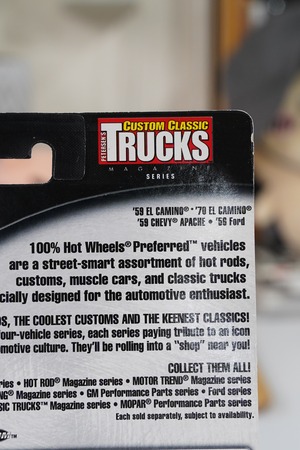 CUSTOM CLASSIC
PETERSEN'S
TRUCKS
MAGAZINE
SERIES
'59 EL CAMINO® • '70 EL CAMINO®
'59 CHEVY® APACHE • '56 Ford
100% Hot Wheels® Preferred™ vehicles
are a street-smart assortment of hot rods,
customs, muscle cars, and classic trucks
cially designed for the automotive enthusiast.
S, THE COOLEST CUSTOMS AND THE KEENEST CLASSICS!
four-vehicle series, each series paying tribute to an icon
motive culture. They'll be rolling into a "shop" near you!
COLLECT THEM ALL!
ries • HOT ROD® Magazine series • MOTOR TREND® Magazine series
NG® Magazine series • GM Performance Parts series • Ford series
SIC TRUCKS™ Magazine series • MOPAR® Performance Parts series
Each sold separately, subject to availability.